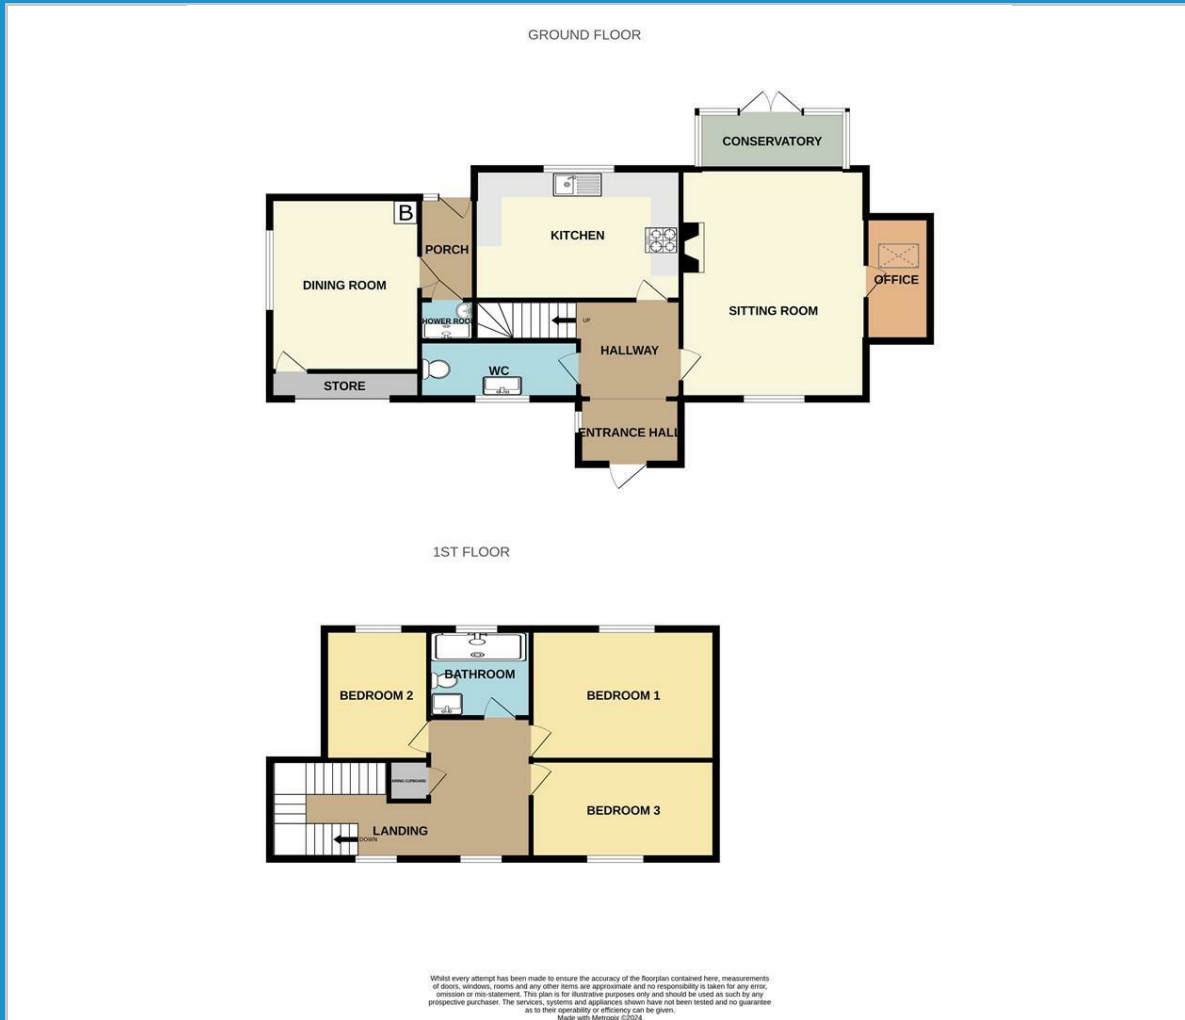 GROUND FLOOR
CONSERVATORY
B
KITCHEN
PORCH
DINING ROOM
OFFICE
SITTING ROOM
SHOWER ROOM
UP
HALLWAY
WC
STORE
ENTRANCE HALL
1ST FLOOR
BATHROOM
BEDROOM 2
BEDROOM 1
AIRING CUPBOARD
BEDROOM 3
LANDING
DOWN
Whilst every attempt has been made to ensure the accuracy of the floorplan contained here, measurements
of doors, windows, rooms and any other items are approximate and no responsibility is taken for any error,
omission or mis-statement. This plan is for illustrative purposes only and should be used as such by any
prospective purchaser. The services, systems and appliances shown have not been tested and no guarantee
as to their operability or efficiency can be given.
Made with Metropix ©2024